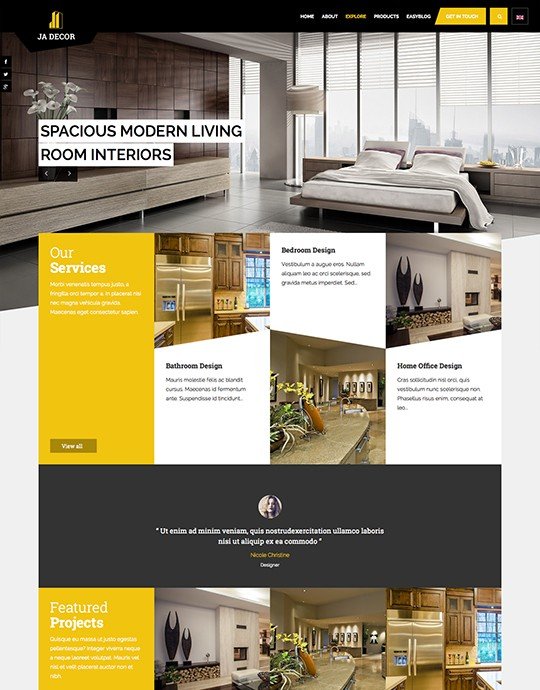 JA DECOR
HOME ABOUT EXPLORE PAGES PRODUCTS EASYBLOG GET IN TOUCH
SPACIOUS MODERN LIVING
ROOM INTERIORS
Our
Services
Morbi venenatis tempus justo, a
fringilla orci tempor a. In placerat nisl
nec magna vehicula gravida.
Maecenas eget consectetur sapien.
View all
Bedroom Design
Vestibulum a augue eros. Nullam
aliquam leo ac orci scelerisque, sed
gravida metus imperdiet. Sed...
Bathroom Design
Mauris molestie felis ac blandit
cursus. Maecenas id fermentum
ante. Suspendisse id tincidunt...
Home Office Design
Cras sollicitudin nisl orci, quis
vestibulum nunc scelerisque non.
Phasellus risus enim, consequat at
leo...
“ Ut enim ad minim veniam, quis nostrudexercitation ullamco laboris
nisi ut aliquip ex ea commodo “
Nicole Christine
Designer
Featured
Projects
Quisque eu massa ut justo egestas
pellentesque? Integer viverra neque
a neque laoreet volutpat. Mauris vel
nisl et velit placerat auctor non et
nisl.